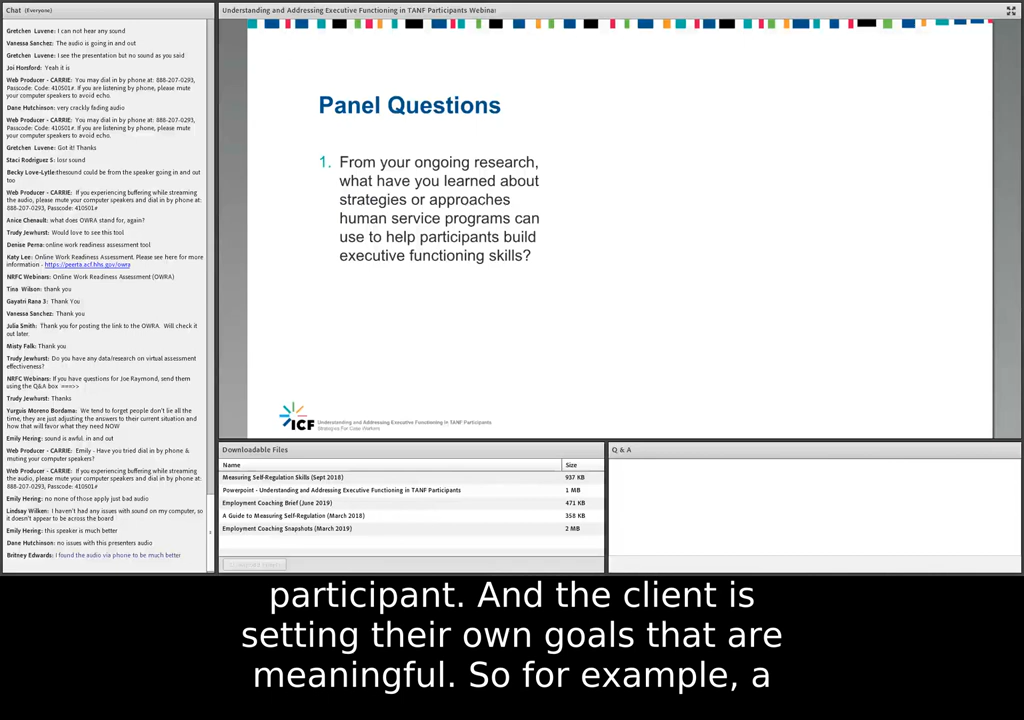 Chat (Everyone)
Gretchen Luvene: I can not hear any sound
Vanessa Sanchez: The audio is going in and out
Gretchen Luvene: I see the presentation but no sound as you said
Joi Horsford: Yeah it is
Web Producer - CARRIE: You may dial in by phone at: 888-207-0293,
Passcode: Code: 410501#. If you are listening by phone, please mute
your computer speakers to avoid echo.
Dane Hutchinson: very crackly fading audio
Web Producer - CARRIE: You may dial in by phone at: 888-207-0293,
Passcode: Code: 410501#. If you are listening by phone, please mute
your computer speakers to avoid echo.
Gretchen Luvene: Got it! Thanks
Staci Rodriguez S: losr sound
Becky Love-Lytle:thesound could be from the speaker going in and out
too
Web Producer - CARRIE: If you experiencing buffering while streaming
the audio, please mute your computer speakers and dial in by phone at:
888-207-0293, Passcode: 410501#
Anice Chenault: what does OWRA stand for, again?
Trudy Jewhurst: Would love to see this tool
Denise Perna: online work readiness assessment tool
Katy Lee: Online Work Readiness Assessment. Please see here for more
information - https://peerta.acf.hhs.gov/owra
NRFC Webinars: Online Work Readiness Assessment (OWRA)
Tina Wilson: thank you
Gayatri Rana 3: Thank You
Vanessa Sanchez: Thank you
Julia Smith: Thank you for posting the link to the OWRA. Will check it
out later.
Misty Falk: Thank you
Trudy Jewhurst: Do you have any data/research on virtual assessment
effectiveness?
NRFC Webinars: If you have questions for Joe Raymond, send them
using the Q&A box ===>>
Trudy Jewhurst: Thanks
Yurguis Moreno Bordama: We tend to forget people don't lie all the
time, they are just adjusting the answers to their current situation and
how that will favor what they need NOW
Emily Hering: sound is awful. in and out
Web Producer - CARRIE: Emily - Have you tried dial in by phone &
muting your computer speakers?
Web Producer - CARRIE: If you experiencing buffering while streaming
the audio, please mute your computer speakers and dial in by phone at:
888-207-0293, Passcode: 410501#
Emily Hering: no none of those apply just bad audio
Lindsay Wilken: I haven't had any issues with sound on my computer, so
it doesn't appear to be across the board
Emily Hering: this speaker is much better
Dane Hutchinson: no issues with this presenters audio
Britney Edwards: I found the audio via phone to be much better
Understanding and Addressing Executive Functioning in TANF Participants Webinar
Panel Questions
1. From your ongoing research,
what have you learned about
strategies or approaches
human service programs can
use to help participants build
executive functioning skills?
ICF
Understanding and Addressing Executive Functioning in TANF Participants
Strategies For Case Workers
Downloadable Files
Name Size
Measuring Self-Regulation Skills (Sept 2018) 937 KB
Powerpoint - Understanding and Addressing Executive Functioning in TANF Participants 1 MB
Employment Coaching Brief (June 2019) 471 KB
A Guide to Measuring Self-Regulation (March 2018) 358 KB
Employment Coaching Snapshots (March 2019) 2 MB
Q & A
participant. And the client is
setting their own goals that are
meaningful. So for example, a